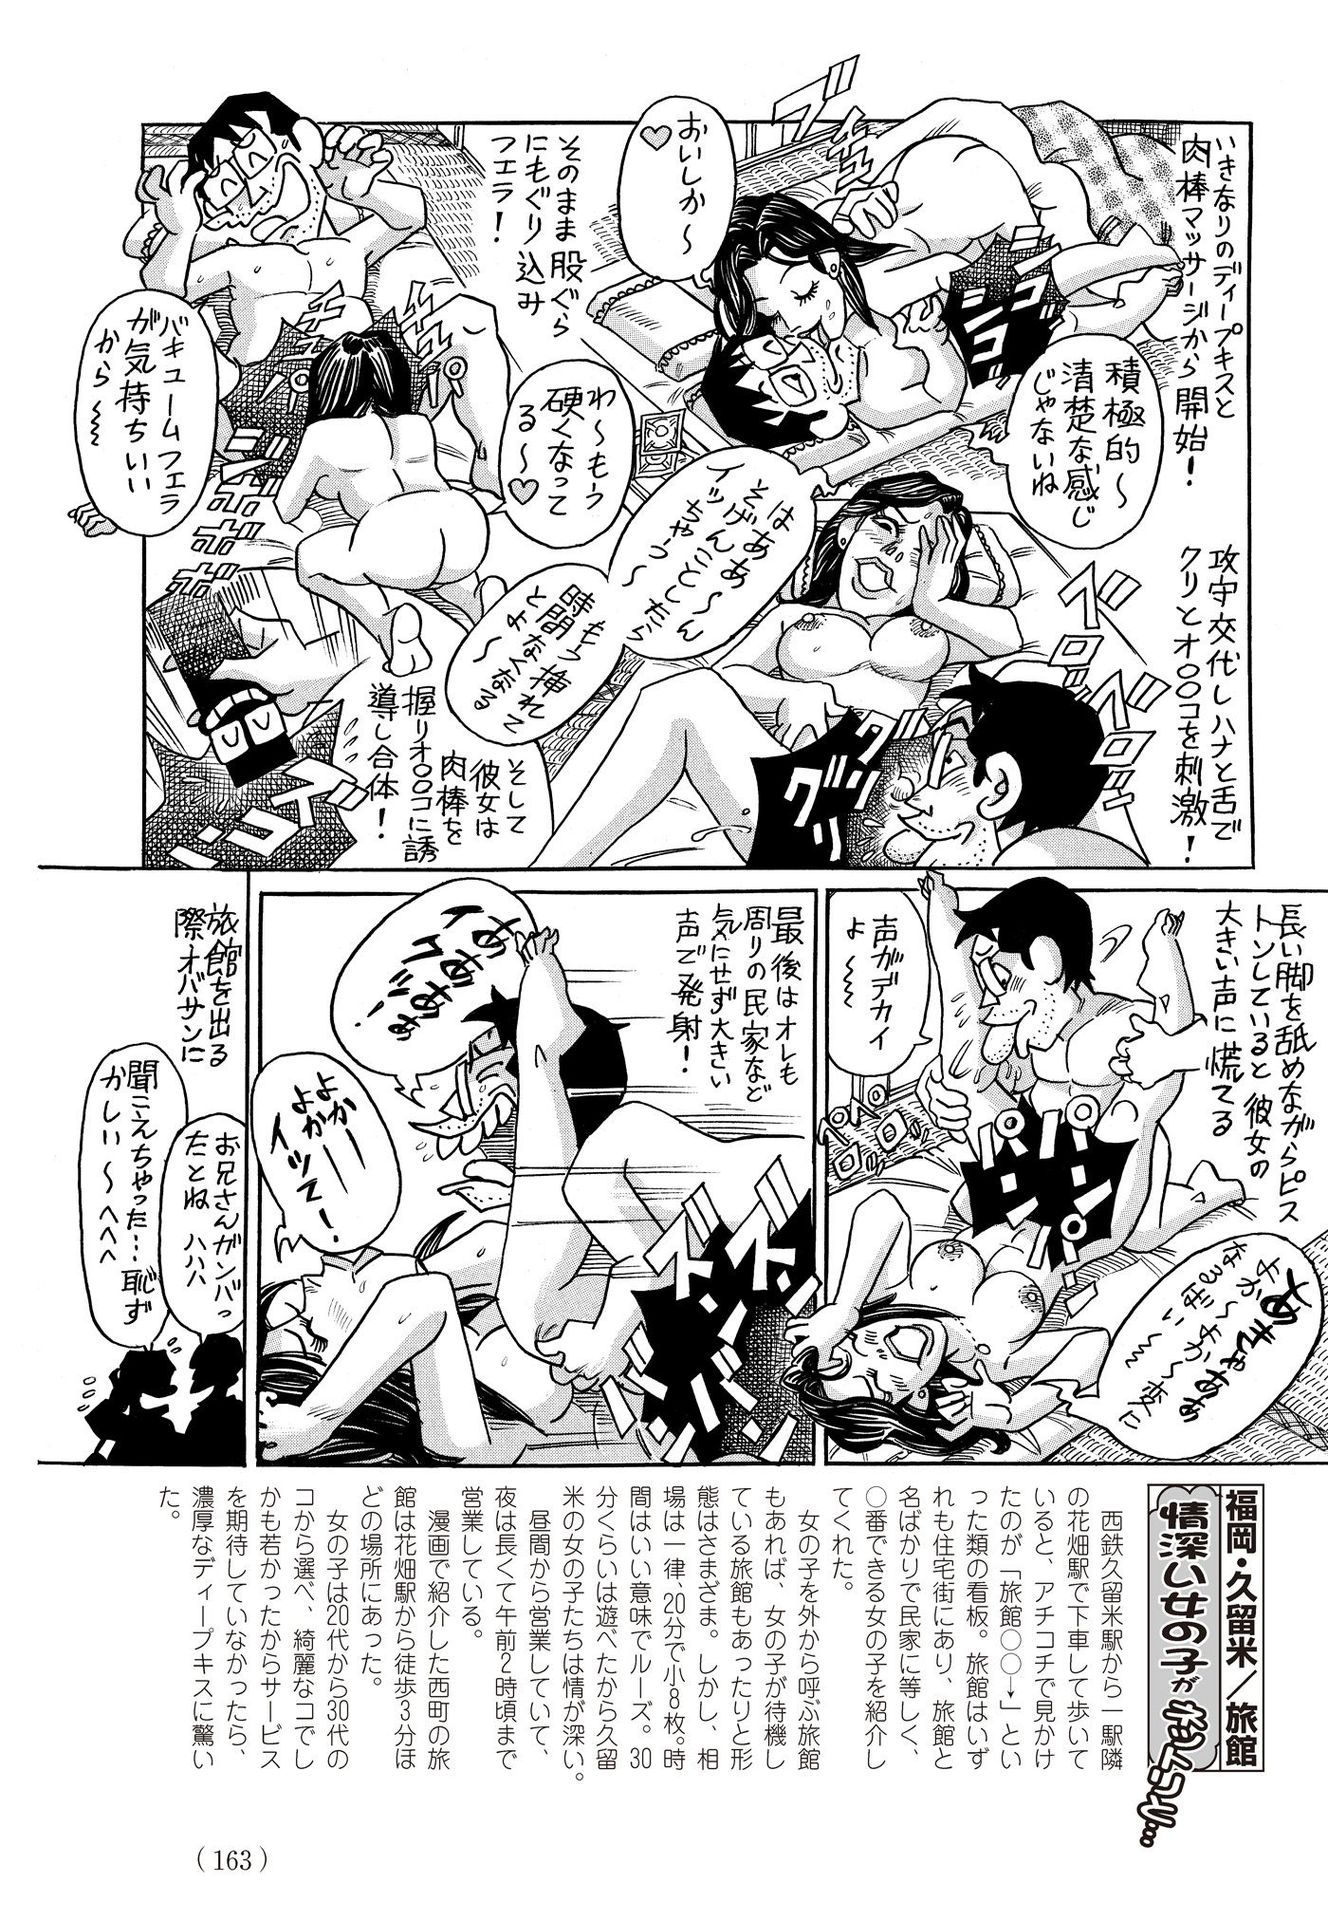 いきなりのディープキスと
肉棒マッサージから開始!
積極的〜
清楚な感じ
じゃないね
おいしか〜
♡
そのまま股ぐら
にもぐり込み
フェラ!
わ〜もう
硬くなって
る〜♡
バキュームフェラ
が気持ちいい
から〜
攻守交代しハナと舌で
クリとオ○○コを刺激!
はああ〜ん
そげんことしたら
イッちゃう〜
もう挿れて
時間なくなる
とよ〜
そして
彼女は
肉棒を
握りオ○○コに誘
導し合体!
長い脚を舐めながらピス
トンしていると彼女の
大きい声に慌てる
声がデカイ
よ〜
あきゃあぁ
よか〜よか〜変に
なるばい〜
最後はオレも
周りの民家など
気にせず大きい
声で発射!
ああああぁ
イクぅ
よかー
よかー
イッて!
旅館を出る
際オバサンに
お兄さんガンバっ
たとね ハハハ
聞こえちゃった…恥ず
かしい〜へへへ
福岡・久留米/旅館
情深い女の子が
西鉄久留米駅から一駅隣
の花畑駅で下車して歩いて
いると、アチコチで見かけ
たのが「旅館○○→」とい
った類の看板。旅館はいず
れも住宅街にあり、旅館と
名ばかりで民家に等しく、
○番できる女の子を紹介し
てくれた。
女の子を外から呼ぶ旅館
もあれば、女の子が待機し
ている旅館もあったりと形
態はさまざま。しかし、相
場は一律、20分で小8枚。時
間はいい意味でルーズ。30
分くらいは遊べたから久留
米の女の子たちは情が深い。
昼間から営業していて、
夜は長くて午前2時頃まで
営業している。
漫画で紹介した西町の旅
館は花畑駅から徒歩3分ほ
どの場所にあった。
女の子は20代から30代の
コから選べ、綺麗なコでし
かも若かったからサービス
を期待していなかったら、
濃厚なディープキスに驚い
た。
(163)